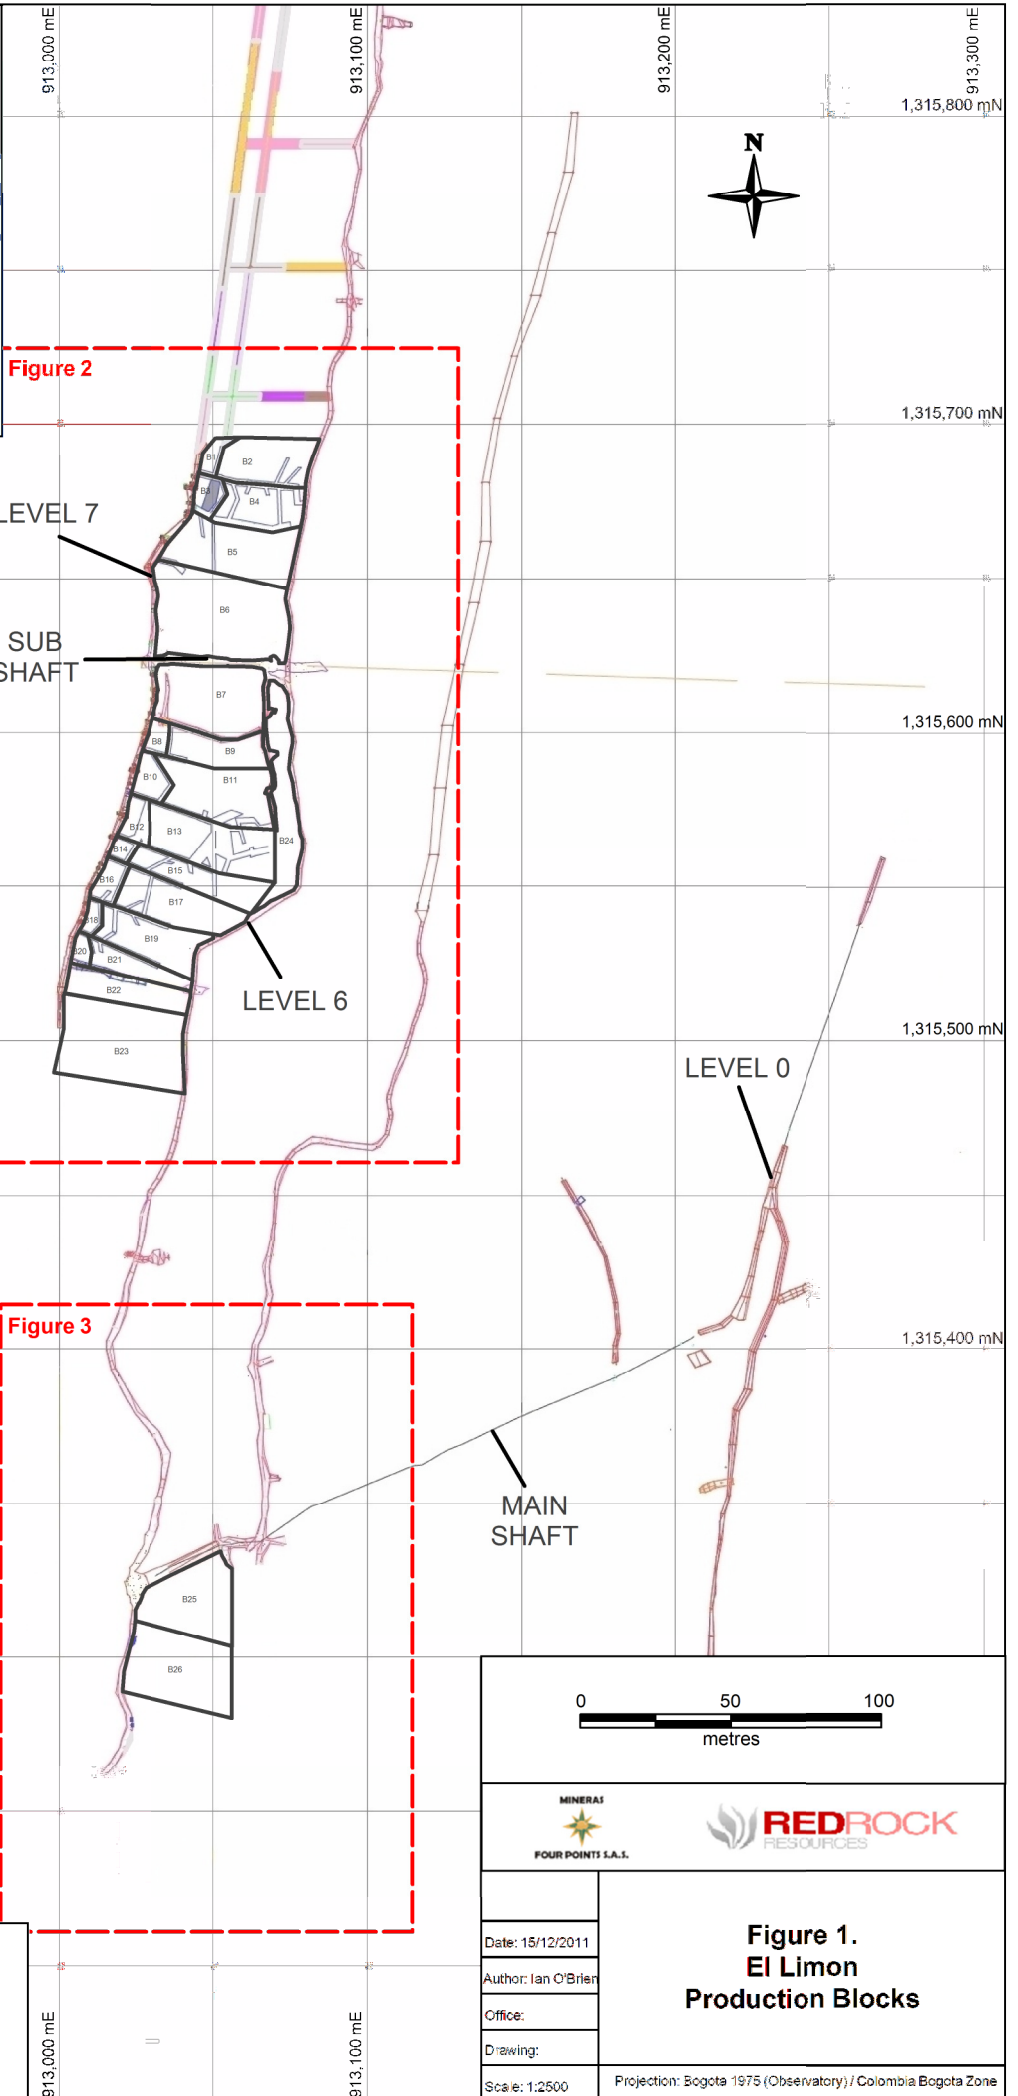 913,000 mE
913,100 mE
913,200 mE
913,300 mE
1,315,800 mN
N
Figure 2
1,315,700 mN
B1
B2
B3
B4
LEVEL 7
B5
B6
SUB
SHAFT
B7
1,315,600 mN
B8
B9
B10
B11
B12
B13
B24
B14
B15
B16
B17
B18
B19
B20
B21
B22
LEVEL 6
1,315,500 mN
B23
LEVEL 0
Figure 3
1,315,400 mN
MAIN
SHAFT
B25
B26
0 50 100
metres
MINERAS
FOUR POINTS S.A.S.
REDROCK
RESOURCES
Date: 15/12/2011
Author: Ian O'Brien
Office:
Drawing:
Scale: 1:2500
Figure 1.
El Limon
Production Blocks
Projection: Bogota 1975 (Observatory) / Colombia Bogota Zone
913,000 mE
913,100 mE